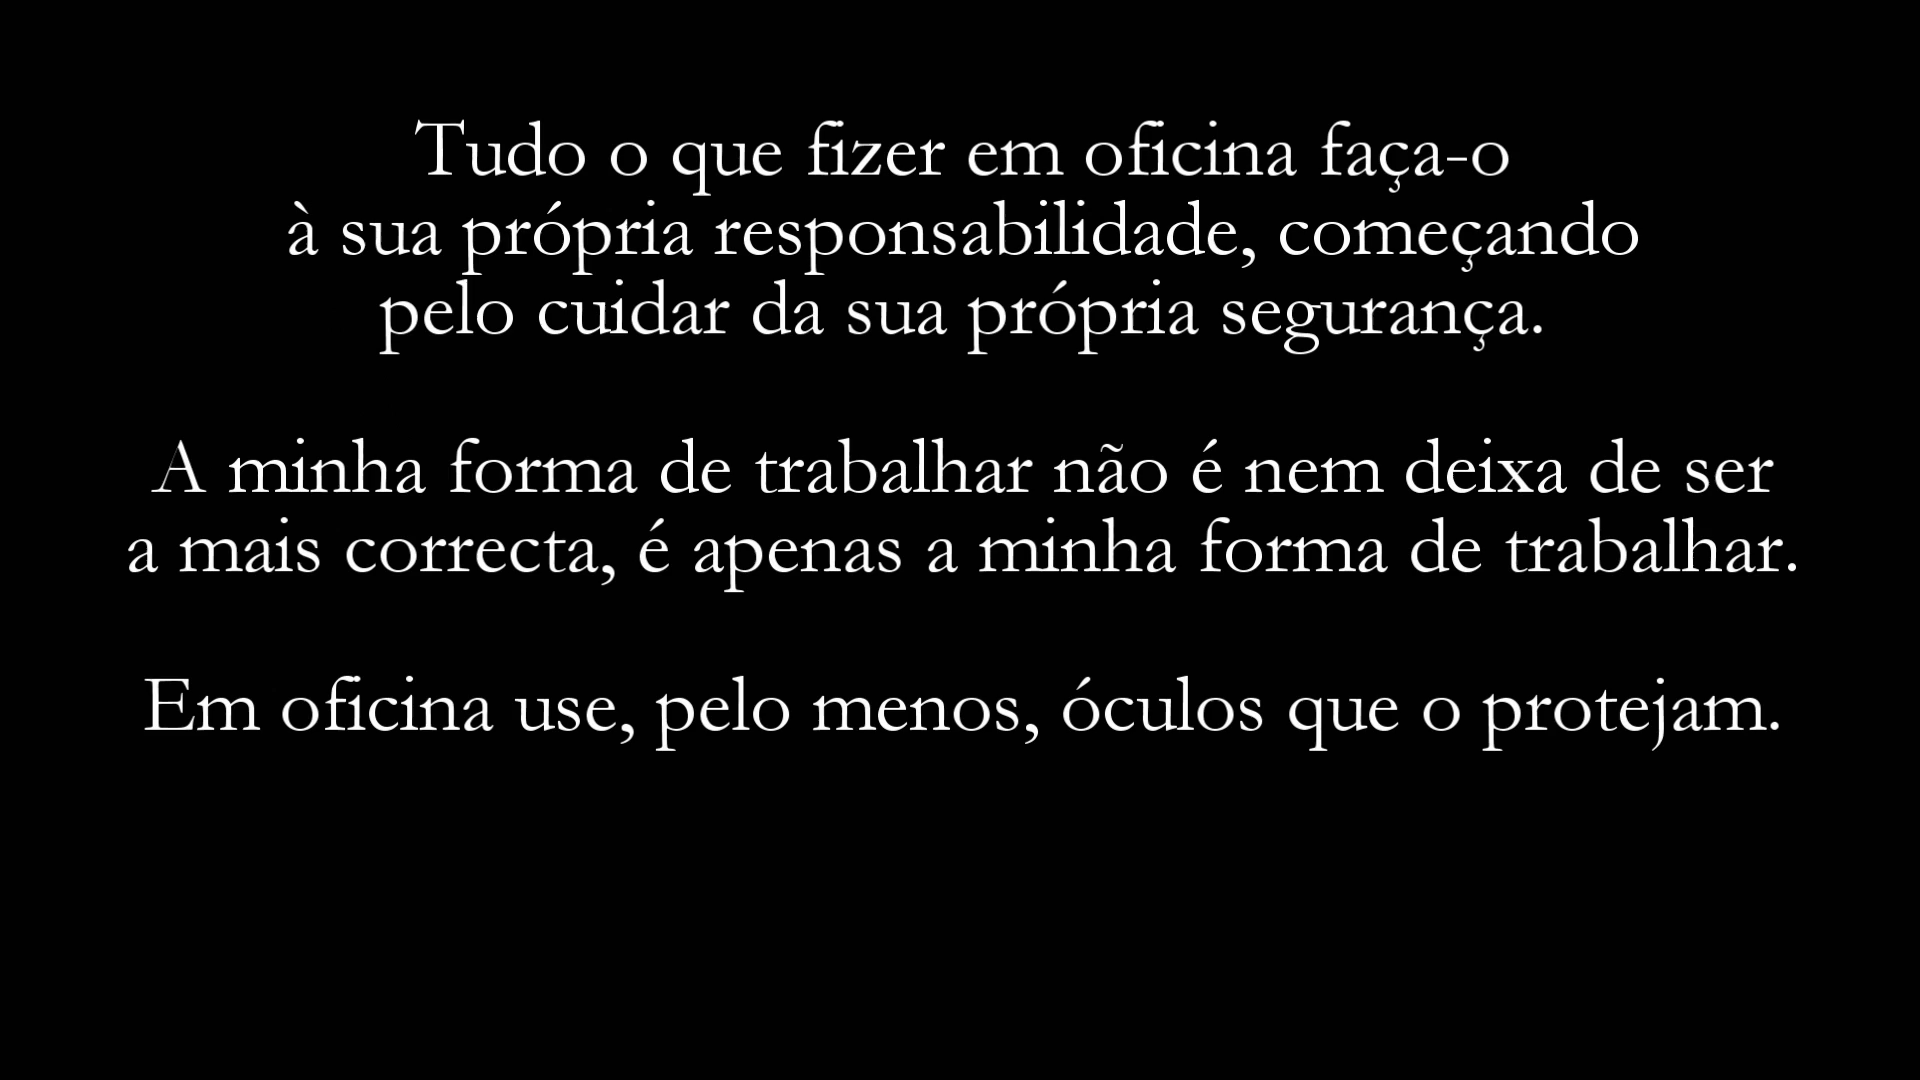 Tudo o que fizer em oficina faça-o
à sua própria responsabilidade, começando
pelo cuidar da sua própria segurança.
A minha forma de trabalhar não é nem deixa de ser
a mais correcta, é apenas a minha forma de trabalhar.
Em oficina use, pelo menos, óculos que o protejam.